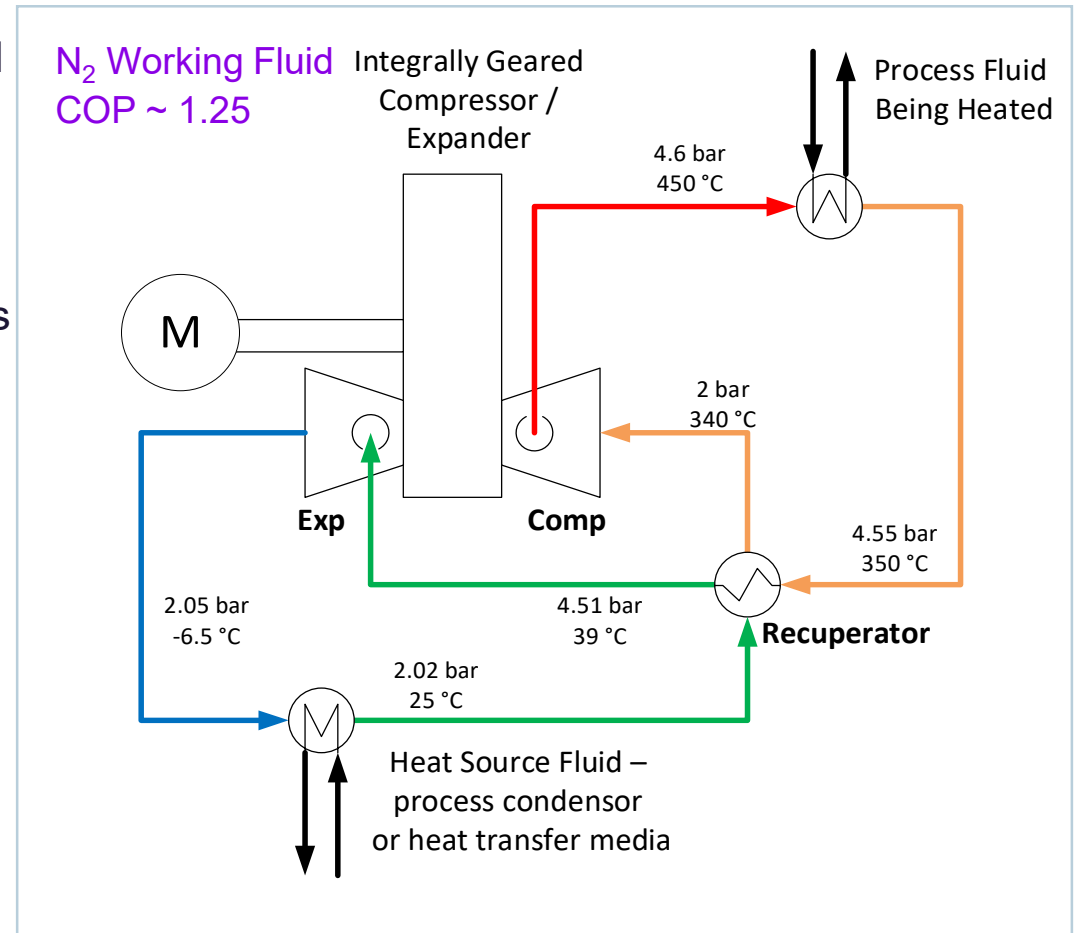 N₂ Working Fluid
COP ~ 1.25
Integrally Geared
Compressor /
Expander
Process Fluid
Being Heated
4.6 bar
450 °C
s
M
2 bar
340 °C
Exp
Comp
4.55 bar
350 °C
2.05 bar
-6.5 °C
4.51 bar
39 °C
Recuperator
2.02 bar
25 °C
Heat Source Fluid –
process condensor
or heat transfer media